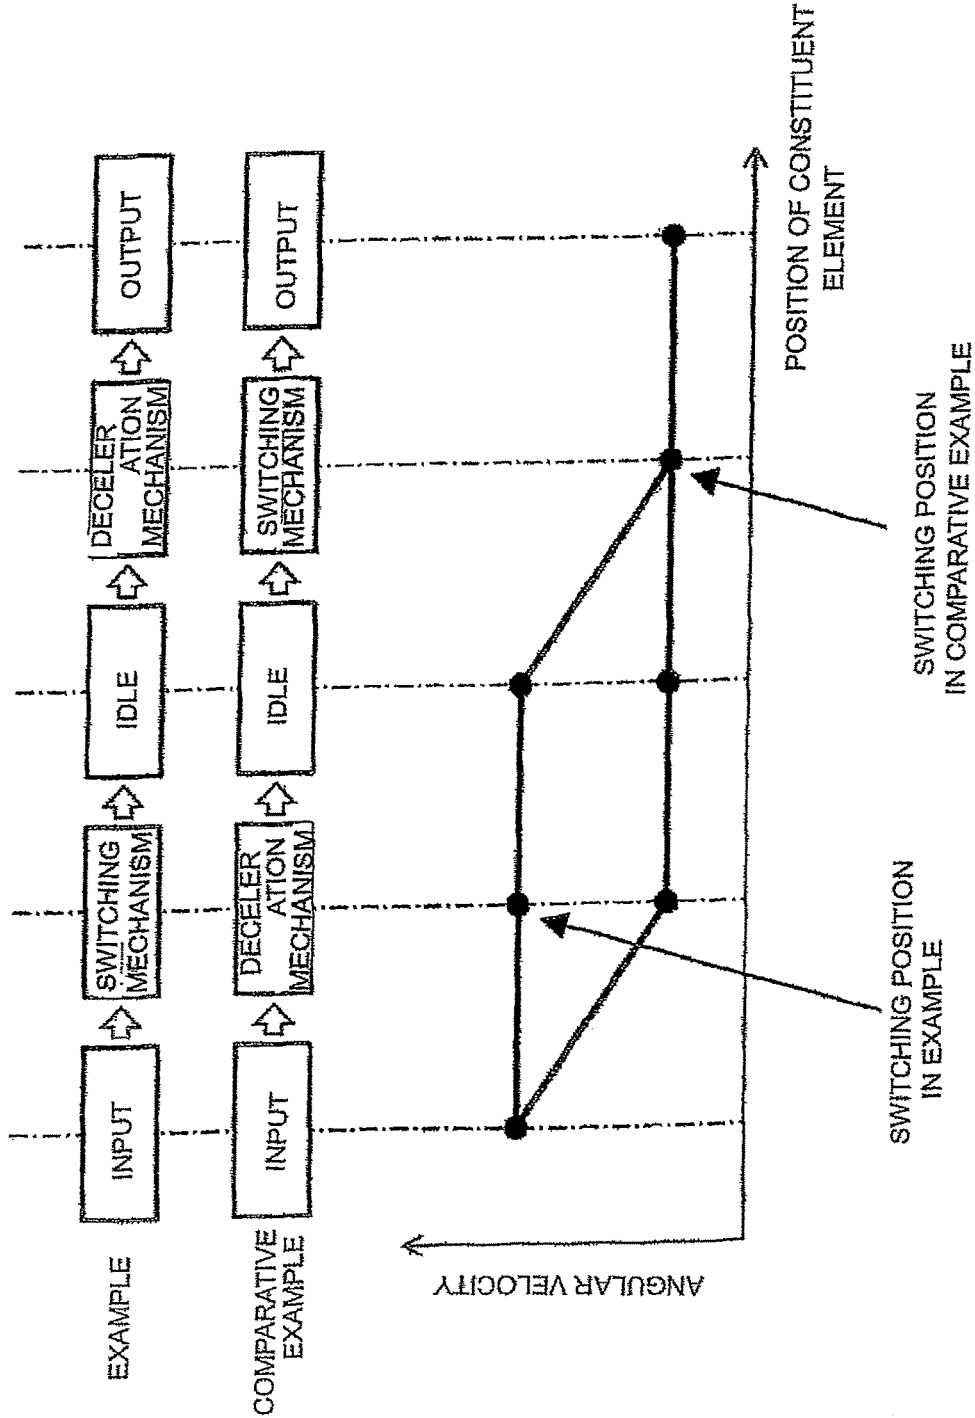 EXAMPLE
INPUT
SWITCHING
MECHANISM
IDLE
DECELER
ATION
MECHANISM
OUTPUT
COMPARATIVE
EXAMPLE
INPUT
DECELER
ATION
MECHANISM
IDLE
SWITCHING
MECHANISM
OUTPUT
ANGULAR VELOCITY
POSITION OF CONSTITUENT
ELEMENT
SWITCHING POSITION
IN EXAMPLE
SWITCHING POSITION
IN COMPARATIVE EXAMPLE